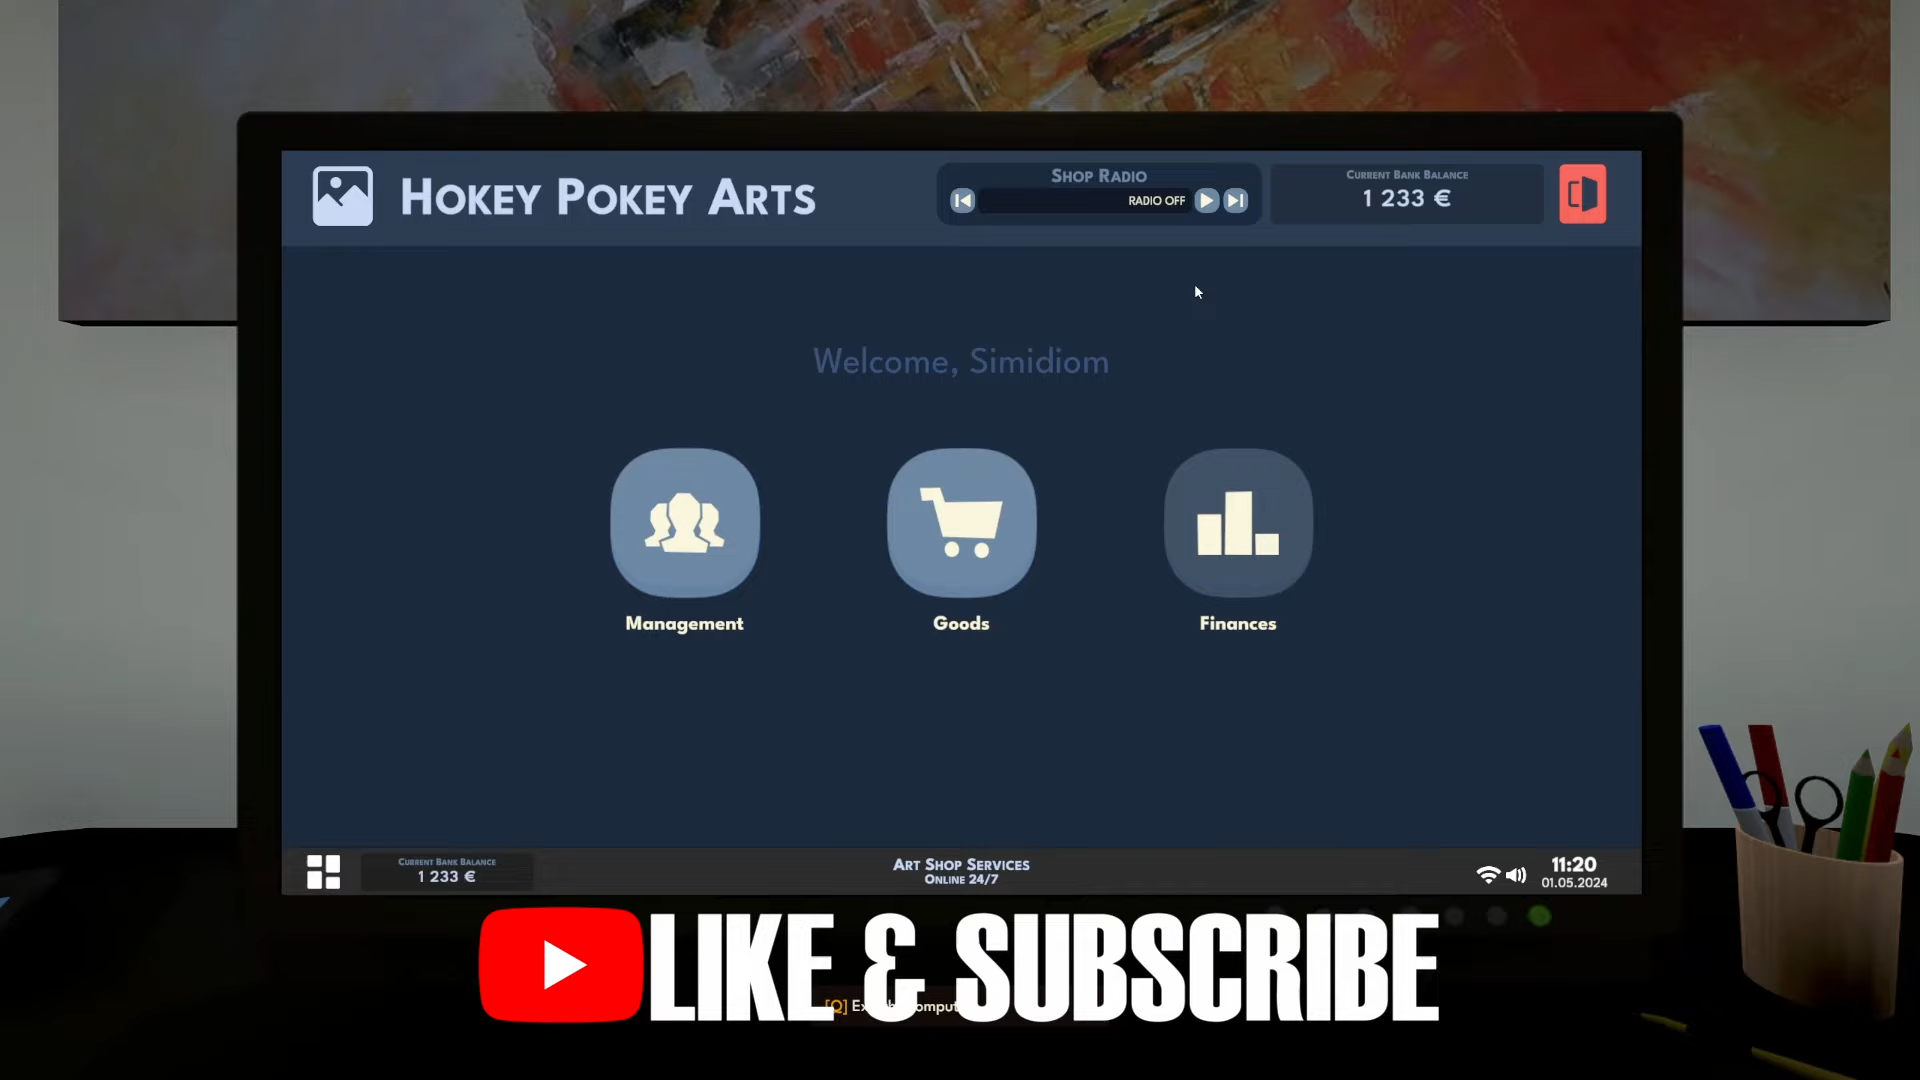 HOKEY POKEY ARTS
SHOP RADIO
RADIO OFF
CURRENT BANK BALANCE
1 233 €
Welcome, Simidiom
Management
Goods
Finances
CURRENT BANK BALANCE
1 233 €
ART SHOP SERVICES
ONLINE 24/7
11:20
01.05.2024
LIKE & SUBSCRIBE
[Q]